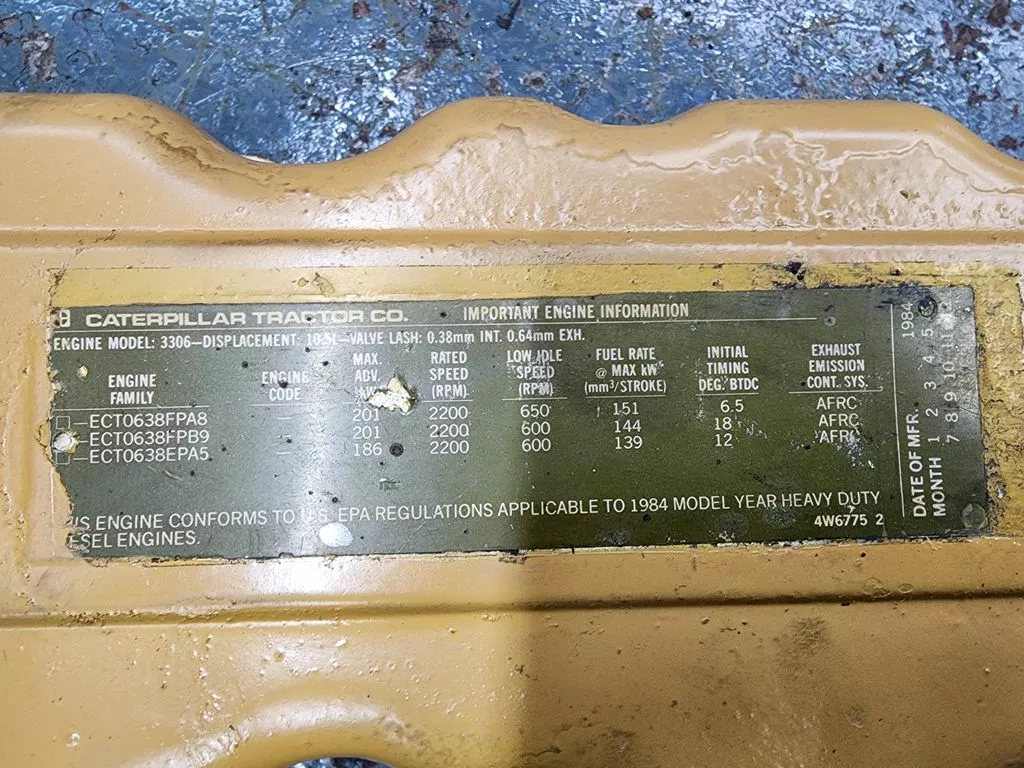 CATERPILLAR TRACTOR CO. IMPORTANT ENGINE INFORMATION
ENGINE MODEL: 3306—DISPLACEMENT: 10.5L—VALVE LASH: 0.38mm INT. 0.64mm EXH.
ENGINE FAMILY ENGINE CODE MAX. ADV. RATED SPEED (RPM) LOW IDLE SPEED (RPM) FUEL RATE @ MAX kW (mm³/STROKE) INITIAL TIMING DEG. BTDC EXHAUST EMISSION CONT. SYS.
—ECT0638FPA8 — 201 2200 650 151 6.5 AFRC
—ECT0638FPB9 — 201 2200 600 144 18 AFRC
—ECT0638EPA5 — 186 2200 600 139 12
ENGINE CONFORMS TO U.S. EPA REGULATIONS APPLICABLE TO 1984 MODEL YEAR HEAVY DUTY
ENGINES.
4W6775 2
DATE OF MFR. 1984
MONTH 1 2 3 4 5
7 8 9 10 11 12